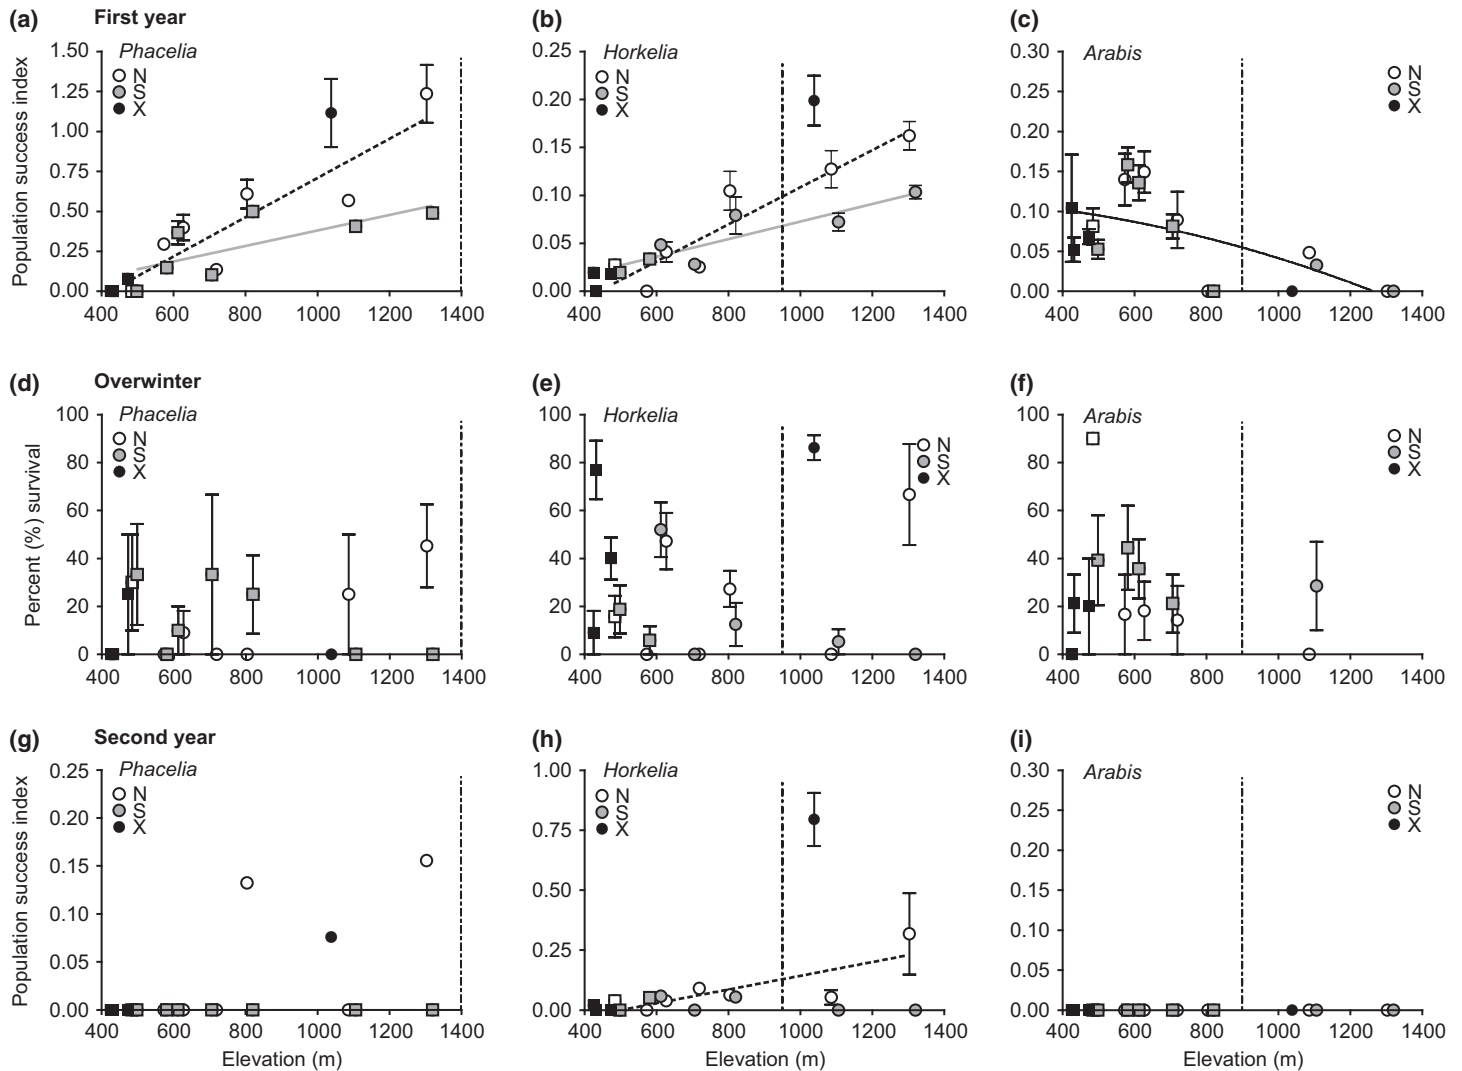 (a) First year
Phacelia
N
S
X
Population success index
1.50
1.25
1.00
0.75
0.50
0.25
0.00
400 600 800 1000 1200 1400
(b)
Horkelia
N
S
X
0.25
0.20
0.15
0.10
0.05
0.00
400 600 800 1000 1200 1400
(c)
Arabis
N
S
X
0.30
0.25
0.20
0.15
0.10
0.05
0.00
400 600 800 1000 1200 1400
(d) Overwinter
Phacelia
N
S
X
Percent (%) survival
100
80
60
40
20
0
400 600 800 1000 1200 1400
(e)
Horkelia
N
S
X
100
80
60
40
20
0
400 600 800 1000 1200 1400
(f)
Arabis
N
S
X
100
80
60
40
20
0
400 600 800 1000 1200 1400
(g) Second year
Phacelia
N
S
X
Population success index
0.25
0.20
0.15
0.10
0.05
0.00
400 600 800 1000 1200 1400
Elevation (m)
(h)
Horkelia
N
S
X
1.00
0.75
0.50
0.25
0.00
400 600 800 1000 1200 1400
Elevation (m)
(i)
Arabis
N
S
X
0.30
0.25
0.20
0.15
0.10
0.05
0.00
400 600 800 1000 1200 1400
Elevation (m)